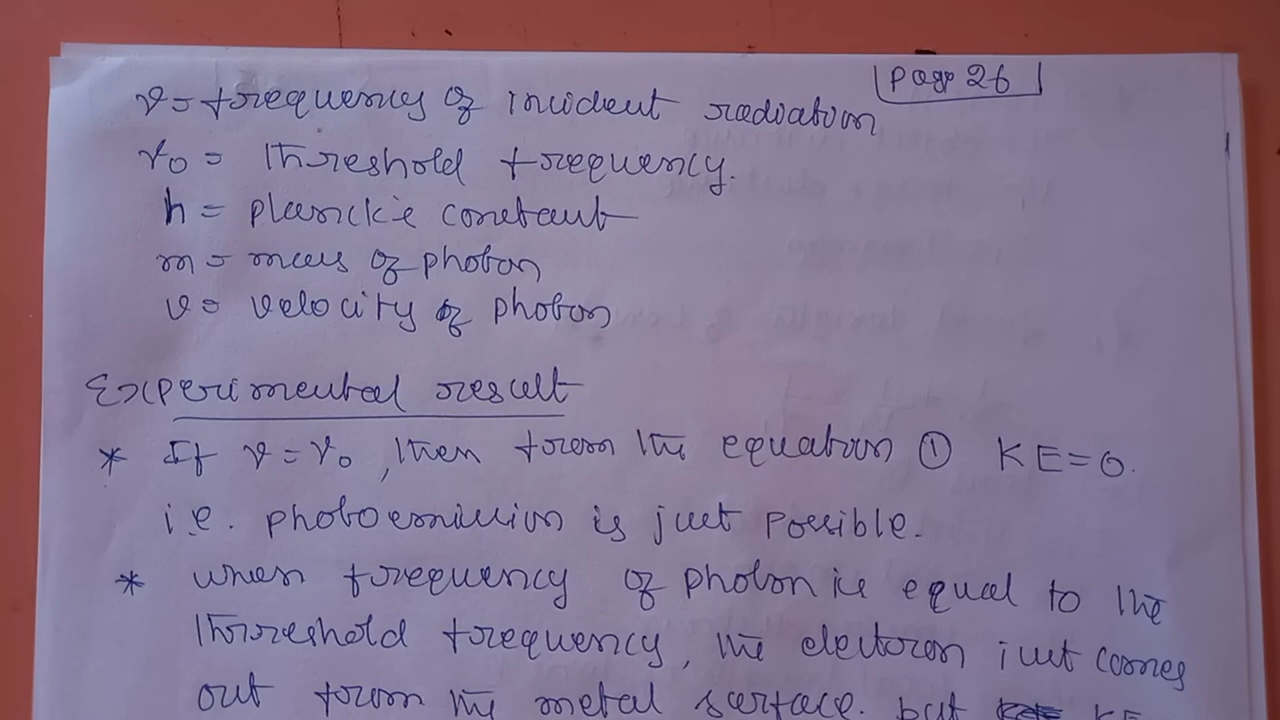 Page 26
ν = frequency of incident radiation
ν₀ = threshold frequency.
h = planck's constant
m = mass of photon
v = velocity of photon
Experimental result
* If ν = ν₀, then from the equation ① KE = 0.
i.e. photoemission is just possible.
* when frequency of photon is equal to the
threshold frequency, the electron just comes
out from the metal surface. but KE